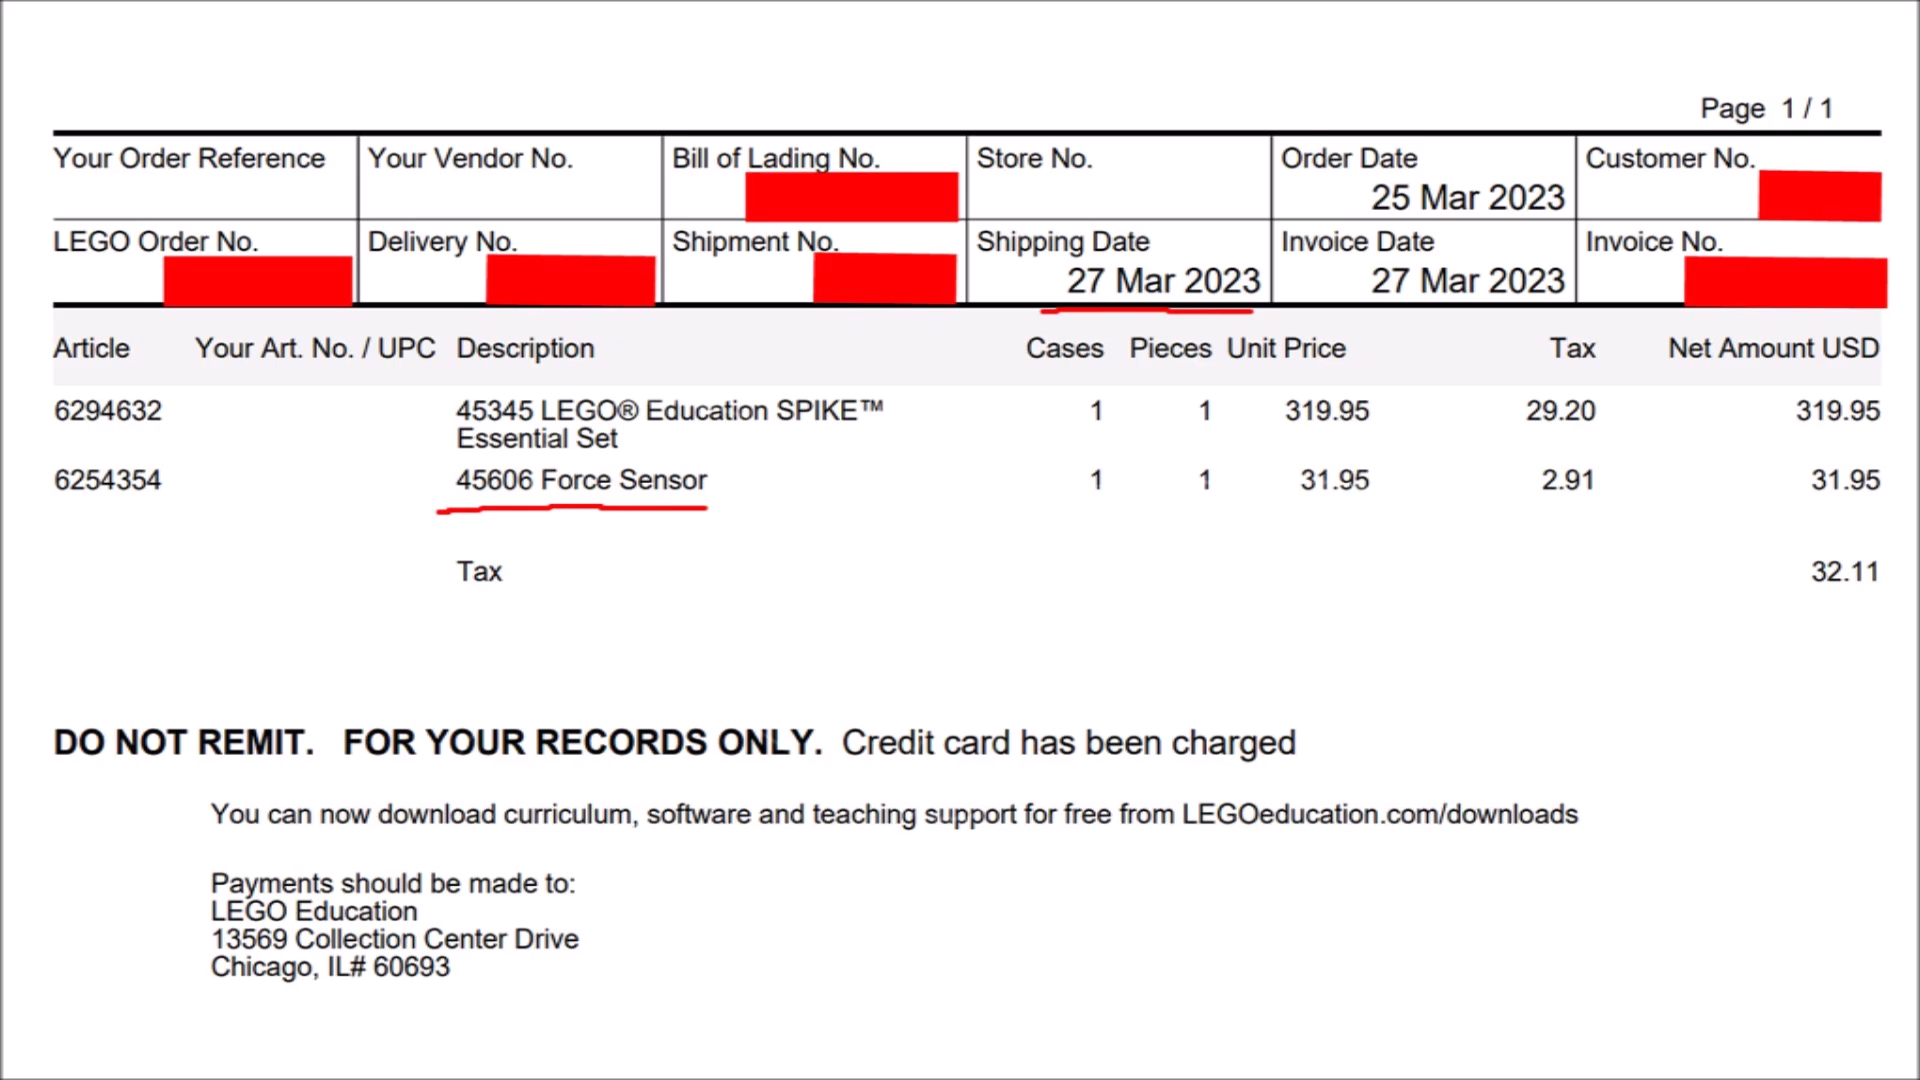 Page 1 / 1
Your Order Reference Your Vendor No. Bill of Lading No. Store No. Order Date Customer No.
25 Mar 2023
LEGO Order No. Delivery No. Shipment No. Shipping Date Invoice Date Invoice No.
27 Mar 2023 27 Mar 2023
Article Your Art. No. / UPC Description Cases Pieces Unit Price Tax Net Amount USD
6294632 45345 LEGO® Education SPIKE™ 1 1 319.95 29.20 319.95
Essential Set
6254354 45606 Force Sensor 1 1 31.95 2.91 31.95
Tax 32.11
DO NOT REMIT. FOR YOUR RECORDS ONLY. Credit card has been charged
You can now download curriculum, software and teaching support for free from LEGOeducation.com/downloads
Payments should be made to:
LEGO Education
13569 Collection Center Drive
Chicago, IL# 60693